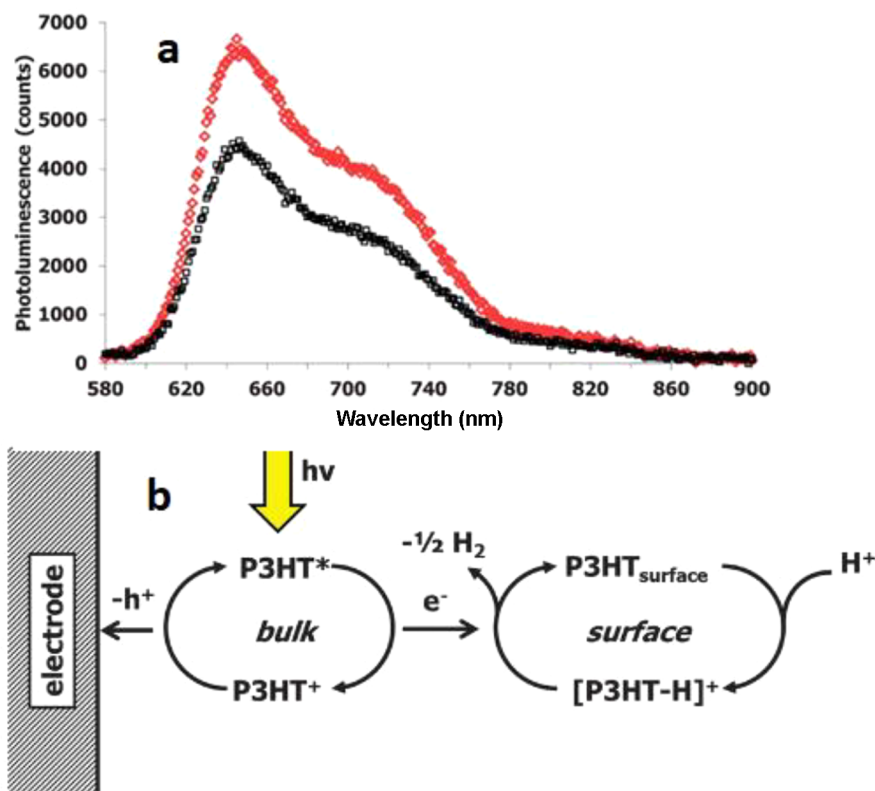 7000
a
6000
5000
4000
3000
2000
1000
0
Photoluminescence (counts)
580 620 660 700 740 780 820 860 900
Wavelength (nm)
b
hν
electrode
-h⁺
P3HT*
bulk
P3HT⁺
e⁻
-½ H₂
P3HTsurface
surface
[P3HT-H]⁺
H⁺